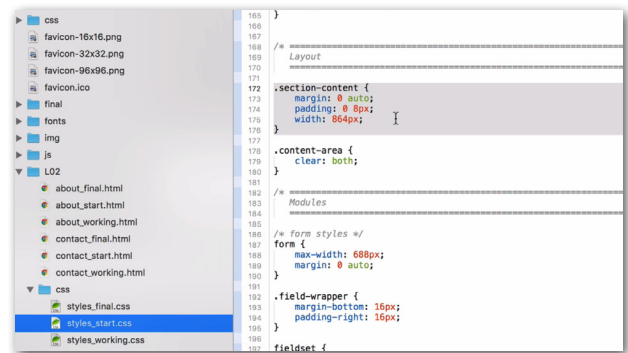 css
favicon-16x16.png
favicon-32x32.png
favicon-96x96.png
favicon.ico
final
fonts
img
js
L02
about_final.html
about_start.html
about_working.html
contact_final.html
contact_start.html
contact_working.html
css
styles_final.css
styles_start.css
styles_working.css
165 }
166
167
168 /* ================================================
169 Layout
170 ================================================
171
172 .section-content {
173 margin: 0 auto;
174 padding: 0 8px;
175 width: 864px;
176 }
177
178 .content-area {
179 clear: both;
180 }
181
182 /* ================================================
183 Modules
184 ================================================
185
186 /* form styles */
187 form {
188 max-width: 688px;
189 margin: 0 auto;
190 }
191
192 .field-wrapper {
193 margin-bottom: 16px;
194 padding-right: 16px;
195 }
196
197 fieldset {